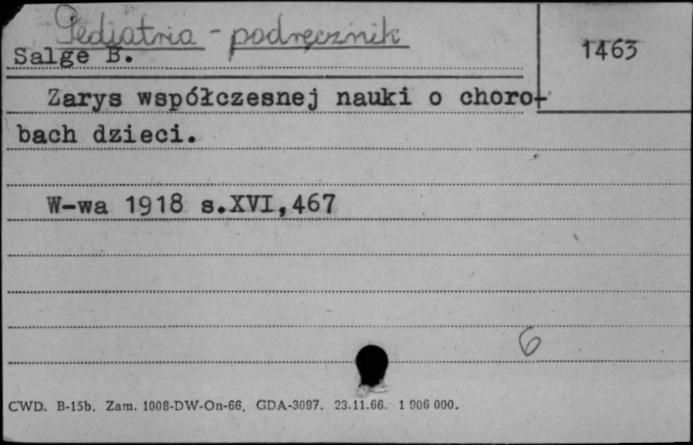 Pediatria - podręcznik
Salge B.
1463
Zarys współczesnej nauki o choro-
bach dzieci.
W-wa 1918 s.XVI,467
6
CWD. B-15b. Zam. 1008-DW-On-66. GDA-3097. 23.11.66. 1 906 000.